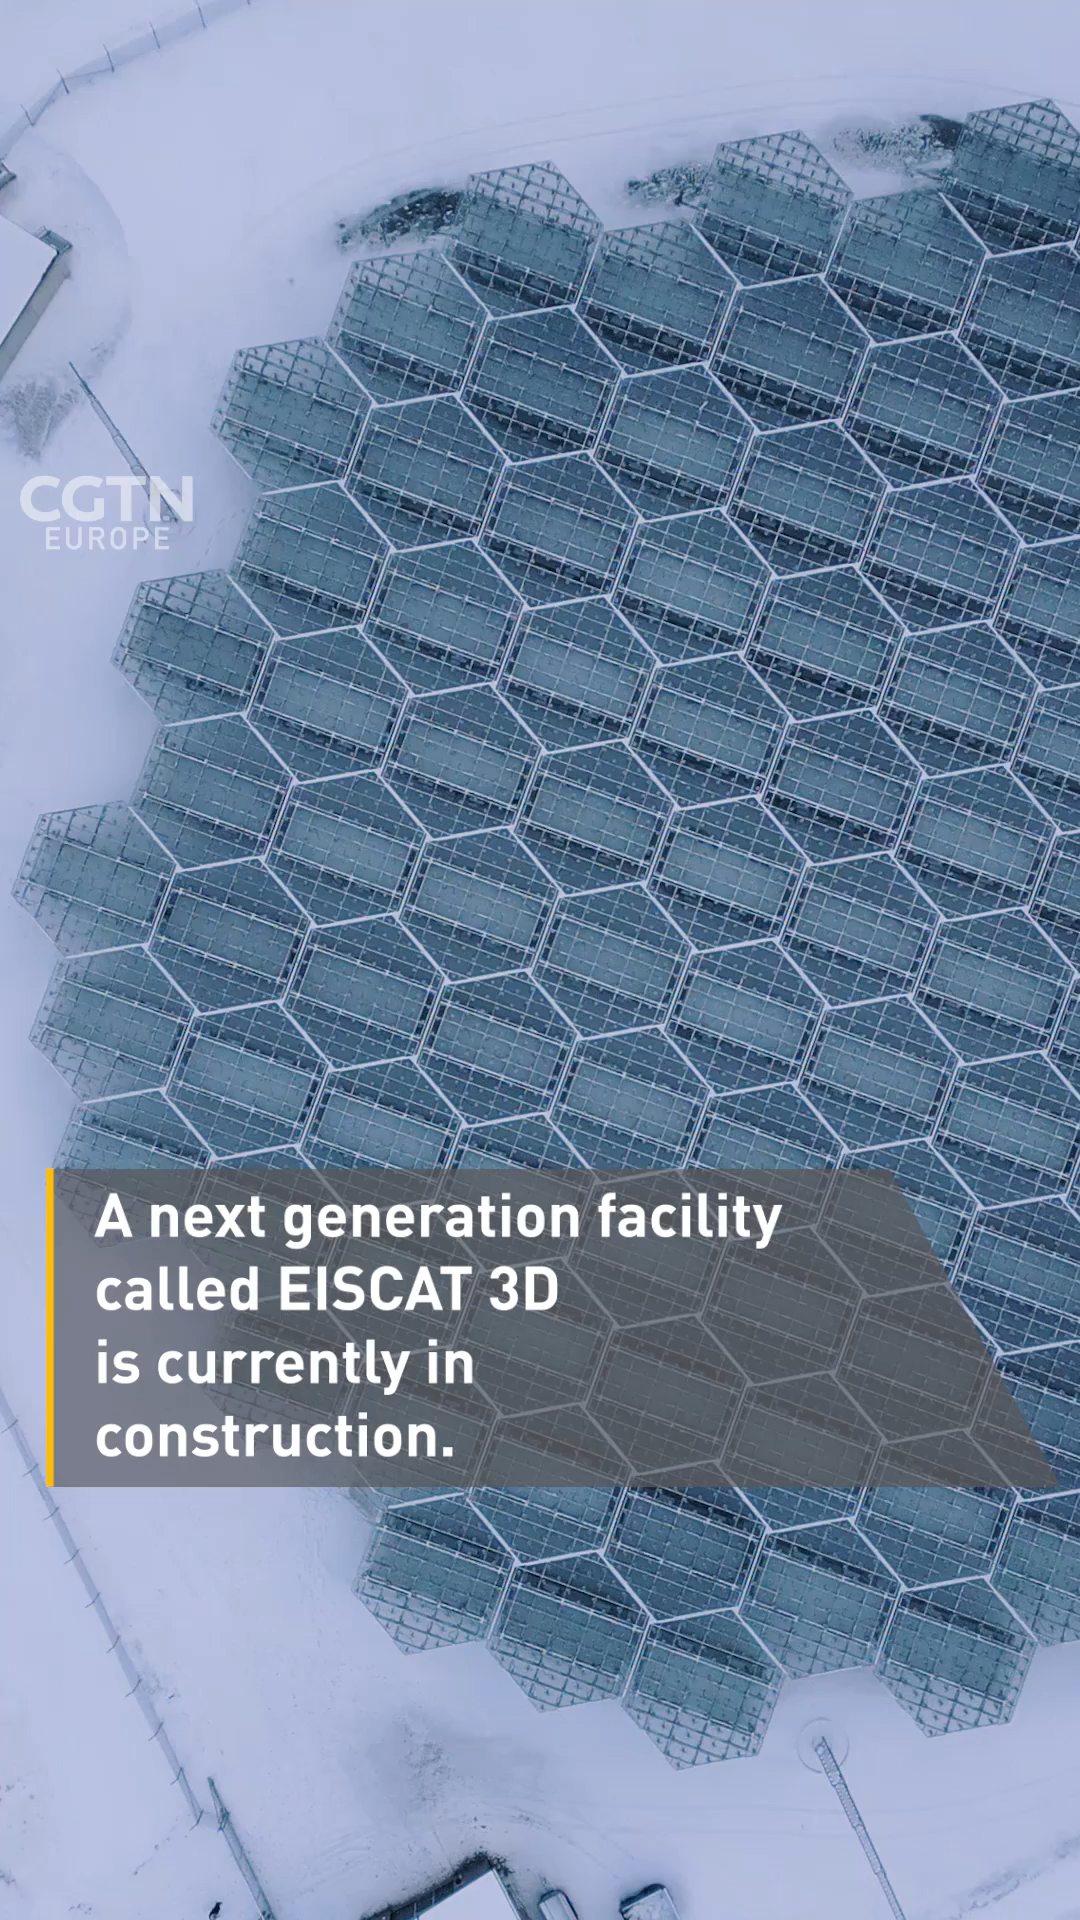 CGTN
EUROPE
A next generation facility
called EISCAT 3D
is currently in
construction.